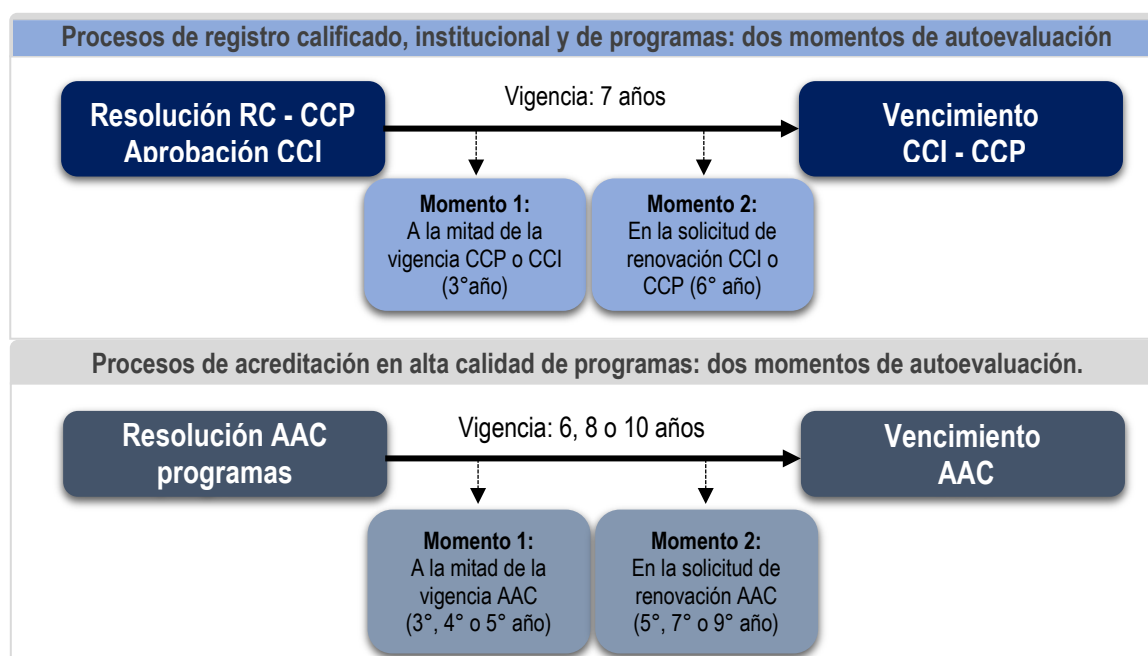 Procesos de registro calificado, institucional y de programas: dos momentos de autoevaluación
Resolución RC - CCP
Aprobación CCI
Vigencia: 7 años
Vencimiento
CCI - CCP
Momento 1:
A la mitad de la
vigencia CCP o CCI
(3°año)
Momento 2:
En la solicitud de
renovación CCI o
CCP (6° año)
Procesos de acreditación en alta calidad de programas: dos momentos de autoevaluación.
Resolución AAC
programas
Vigencia: 6, 8 o 10 años
Vencimiento
AAC
Momento 1:
A la mitad de la
vigencia AAC
(3°, 4° o 5° año)
Momento 2:
En la solicitud de
renovación AAC
(5°, 7° o 9° año)